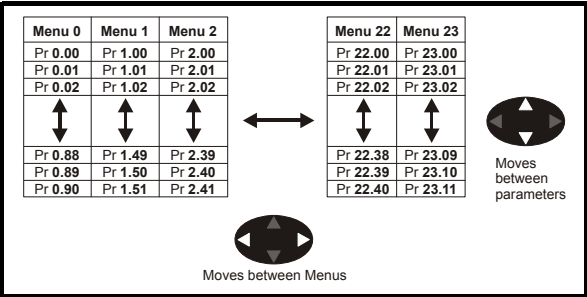 Menu 0 Menu 1 Menu 2 Menu 22 Menu 23
Pr 0.00 Pr 1.00 Pr 2.00 Pr 22.00 Pr 23.00
Pr 0.01 Pr 1.01 Pr 2.01 Pr 22.01 Pr 23.01
Pr 0.02 Pr 1.02 Pr 2.02 Pr 22.02 Pr 23.02
Pr 0.88 Pr 1.49 Pr 2.39 Pr 22.38 Pr 23.09
Pr 0.89 Pr 1.50 Pr 2.40 Pr 22.39 Pr 23.10
Pr 0.90 Pr 1.51 Pr 2.41 Pr 22.40 Pr 23.11
Moves
between
parameters
Moves between Menus